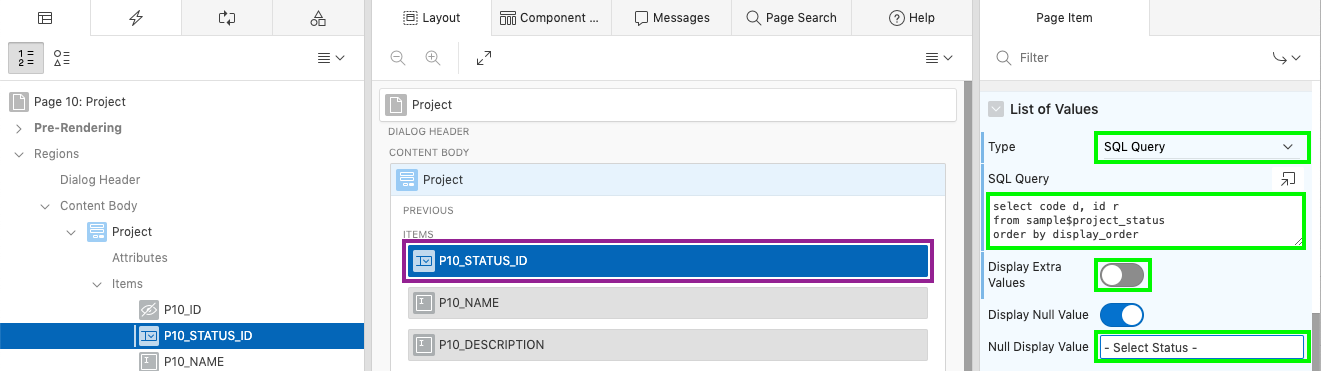 Layout
Component ...
Messages
Page Search
Help
Page Item
Filter
Page 10: Project
Pre-Rendering
Regions
Dialog Header
Content Body
Project
Attributes
Items
P10_ID
P10_STATUS_ID
P10_NAME
Project
DIALOG HEADER
CONTENT BODY
Project
PREVIOUS
ITEMS
P10_STATUS_ID
P10_NAME
P10_DESCRIPTION
List of Values
Type
SQL Query
SQL Query
select code d, id r
from sample$project_status
order by display_order
Display Extra
Values
Display Null Value
Null Display Value
- Select Status -